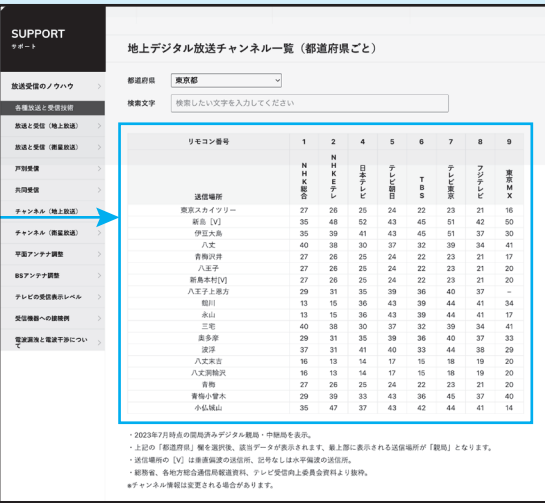 SUPPORT
サポート
放送受信のノウハウ
各種放送と受信技術
放送と受信（地上放送）
放送と受信（衛星放送）
戸別受信
共同受信
チャンネル（地上放送）
チャンネル（衛星放送）
平面アンテナ調整
BSアンテナ調整
テレビの受信表示レベル
受信機器への接続例
電波漏洩と電波干渉につい
て
地上デジタル放送チャンネル一覧（都道府県ごと）
都道府県 東京都
検索文字 検索したい文字を入力してください
リモコン番号 1 2 4 5 6 7 8 9
送信場所 NHK総合 NHKEテレ 日本テレビ テレビ朝日 TBS テレビ東京 フジテレビ 東京MX
東京スカイツリー 27 26 25 24 22 23 21 16
新島［V］ 35 48 52 43 45 51 42 50
伊豆大島 35 39 41 43 45 51 37 30
八丈 40 38 30 37 32 39 34 41
青梅沢井 27 26 25 24 22 23 21 17
八王子 27 26 25 24 22 23 21 20
新島本村[V] 27 26 25 24 22 23 21 20
八王子上恩方 29 31 35 39 36 40 37 –
鶴川 13 15 36 43 39 44 41 34
永山 13 15 36 43 39 44 41 17
三宅 40 38 30 37 32 39 34 41
奥多摩 29 31 35 39 36 40 37 33
波浮 37 31 41 40 33 44 38 29
八丈末吉 16 13 14 17 15 18 19 20
八丈洞輪沢 16 13 14 17 15 18 19 20
青梅 27 26 25 24 22 23 21 20
青梅小曾木 29 39 33 43 36 45 37 40
小仏城山 35 47 37 43 42 44 41 14
・2023年7月時点の開局済みデジタル親局・中継局を表示。
・上記の「都道府県」欄を選択後、該当データが表示されます。最上部に表示される送信場所が「親局」となります。
・送信場所の［V］は垂直偏波の送信所、記号なしは水平偏波の送信所。
・総務省、各地方総合通信局報道資料、テレビ受信向上委員会資料より抜粋。
※チャンネル情報は変更される場合があります。